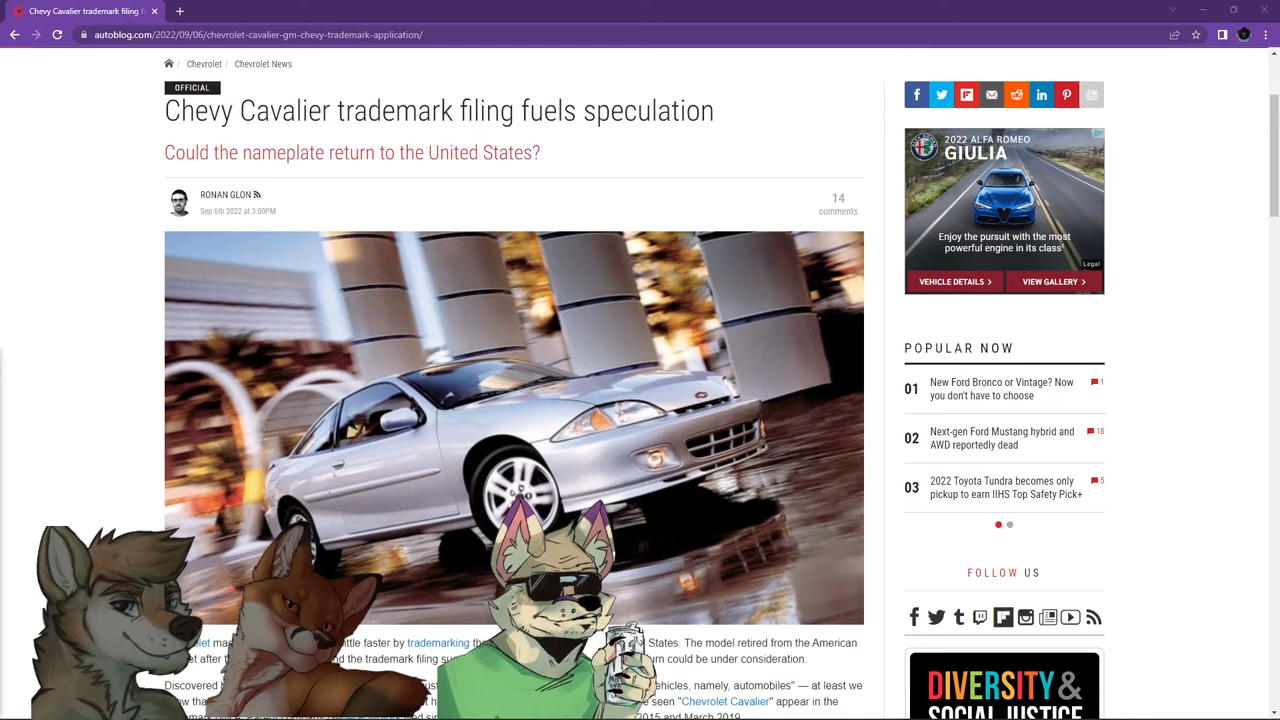 Chevy Cavalier trademark fi
autoblog.com/2022/09/06/chevrolet-cavalier-gm-chevy-trademark-application/
/ Chevrolet / Chevrolet News
OFFICIAL
Chevy Cavalier trademark filing fuels speculation
Could the nameplate return to the United States?
RONAN GLON
Sep 6th 2022 at 3:00PM
14
comments
2022 ALFA ROMEO
GIULIA
Enjoy the pursuit with the most
powerful engine in its class
Legal
VEHICLE DETAILS >
VIEW GALLERY >
POPULAR NOW
01 New Ford Bronco or Vintage? Now
you don't have to choose
1
02 Next-gen Ford Mustang hybrid and
AWD reportedly dead
18
03 2022 Toyota Tundra becomes only
pickup to earn IIHS Top Safety Pick+
5
FOLLOW US
DIVERSITY &
SOCIAL JUSTICE
faster by trademarking States. The model retired from the American
after the trademark filing could be under consideration.
Discovered vehicles, namely, automobiles" — at least we
seen "Chevrolet Cavalier" appear in the
2015 and March 2019.